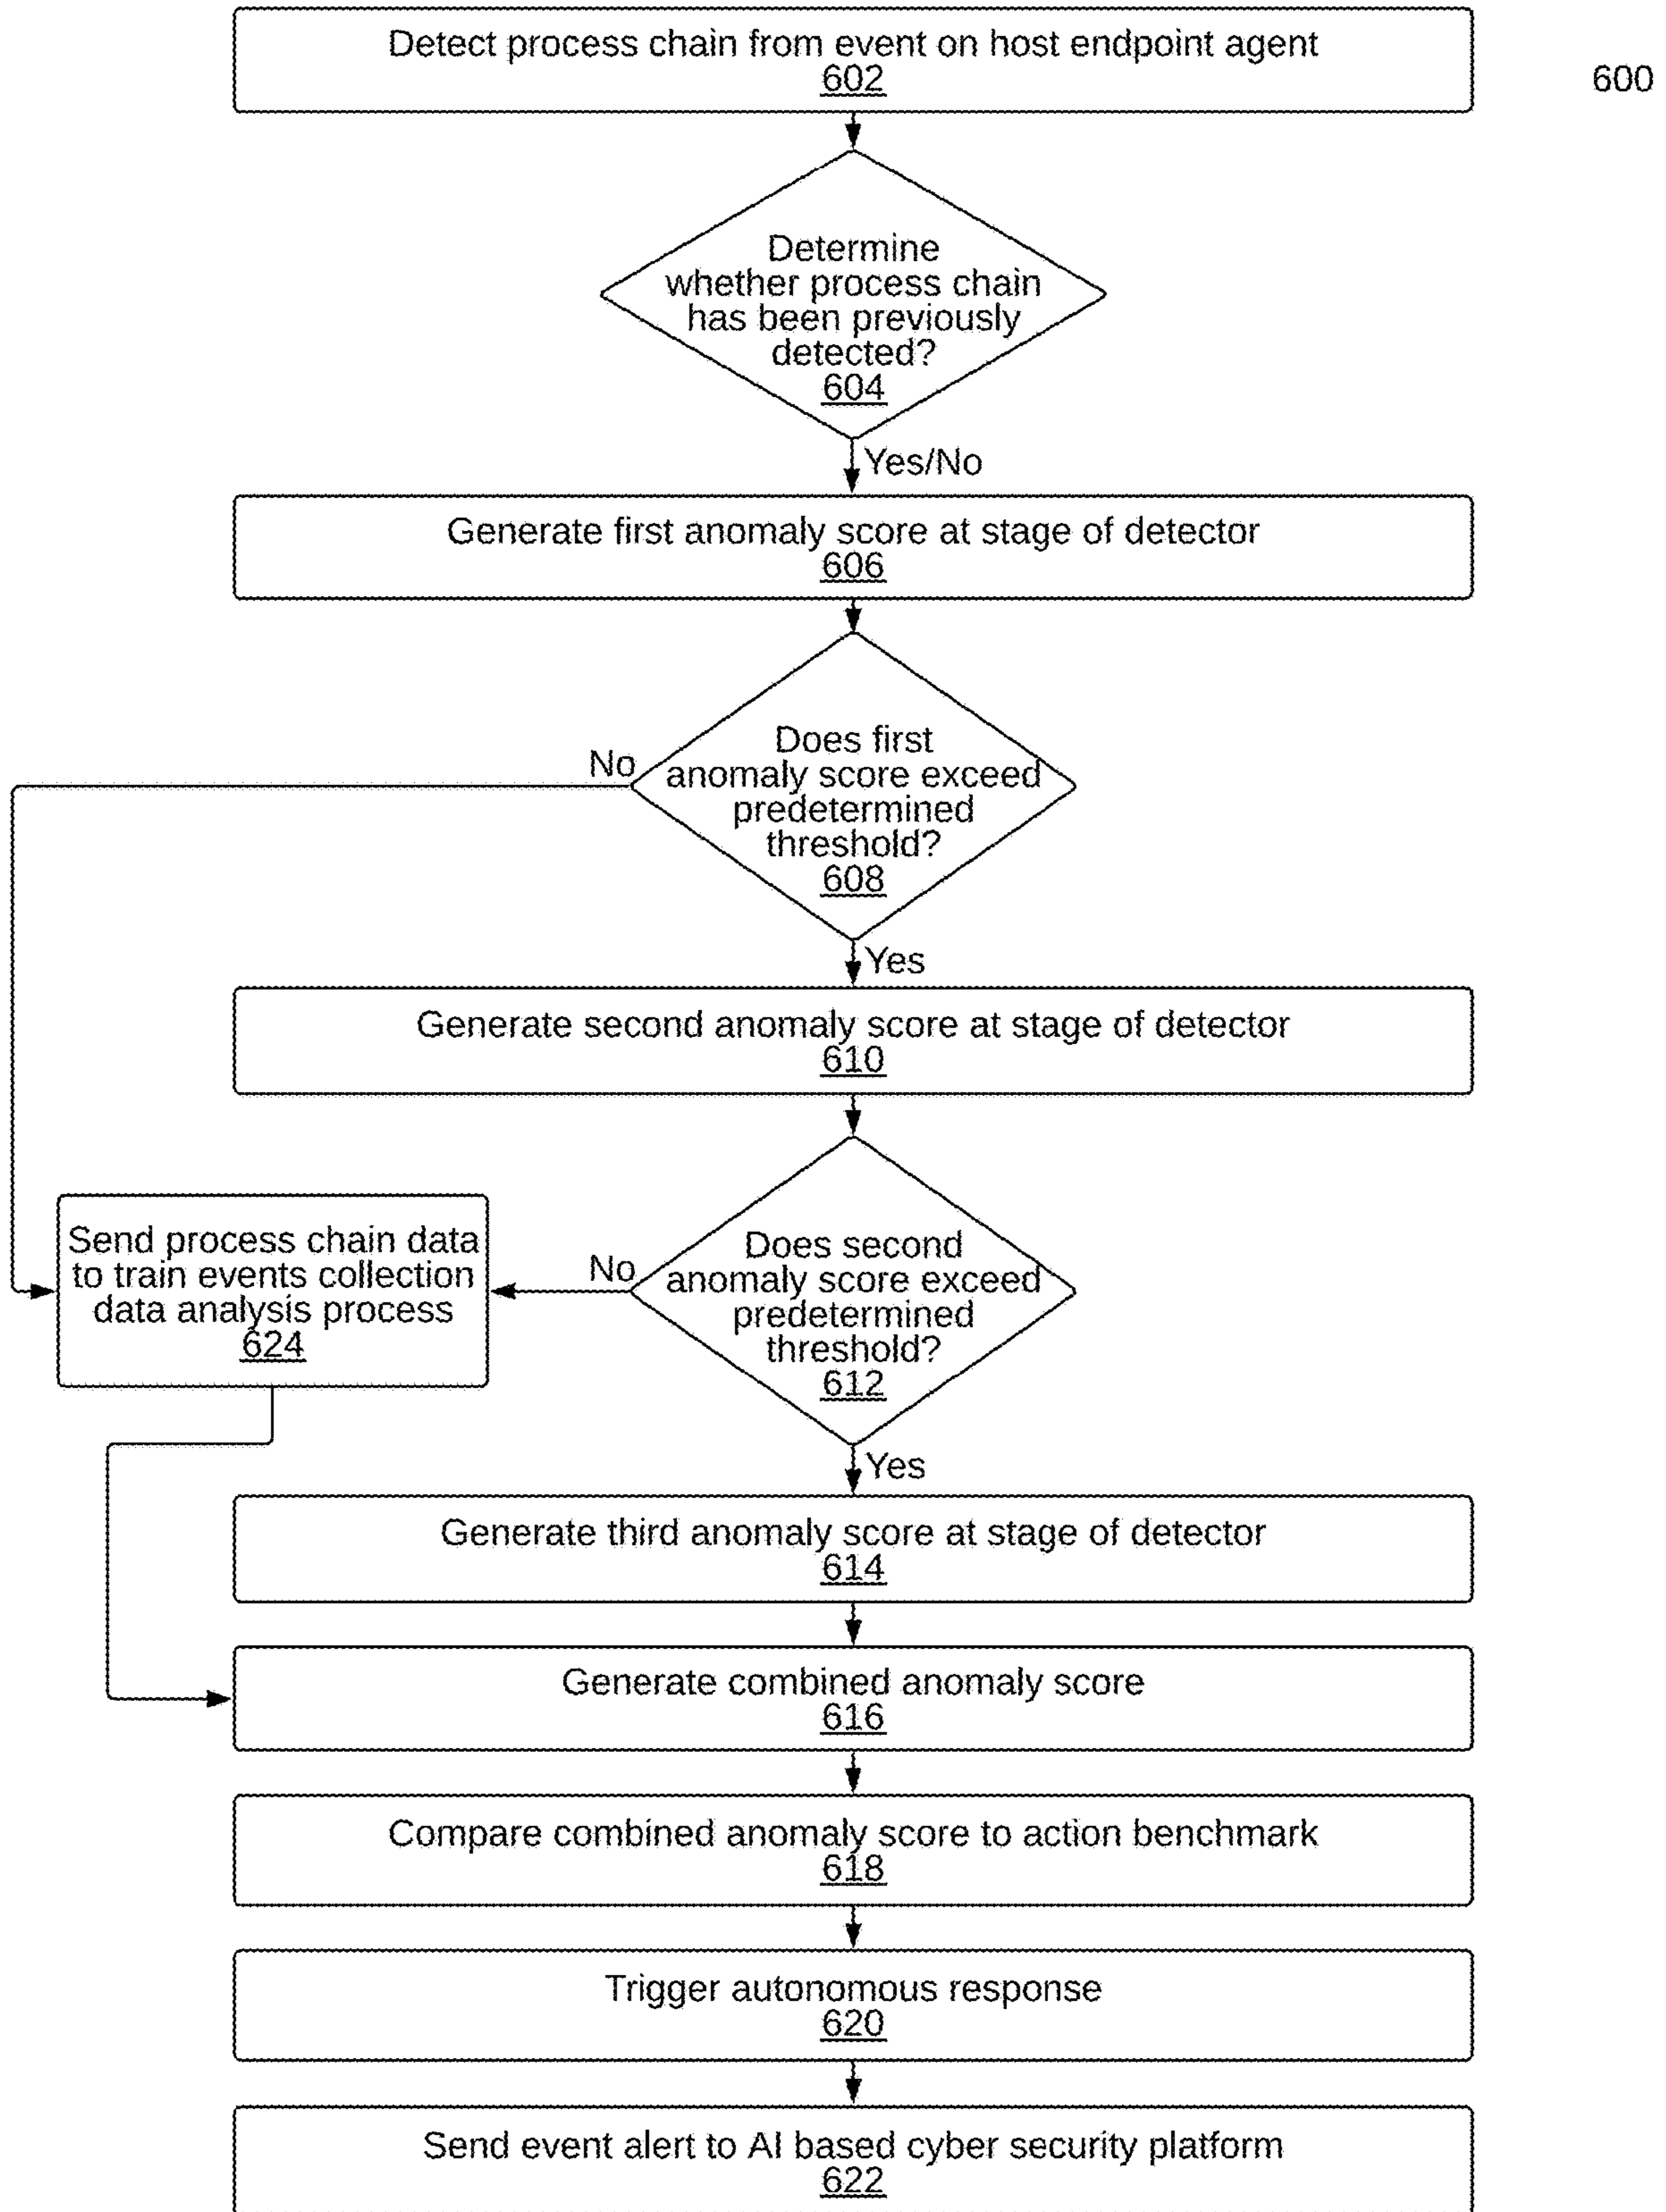 Detect process chain from event on host endpoint agent
602
600
Determine
whether process chain
has been previously
detected?
604
Yes/No
Generate first anomaly score at stage of detector
606
Does first
anomaly score exceed
predetermined
threshold?
608
No
Yes
Generate second anomaly score at stage of detector
610
Does second
anomaly score exceed
predetermined
threshold?
612
No
Send process chain data
to train events collection
data analysis process
624
Yes
Generate third anomaly score at stage of detector
614
Generate combined anomaly score
616
Compare combined anomaly score to action benchmark
618
Trigger autonomous response
620
Send event alert to AI based cyber security platform
622